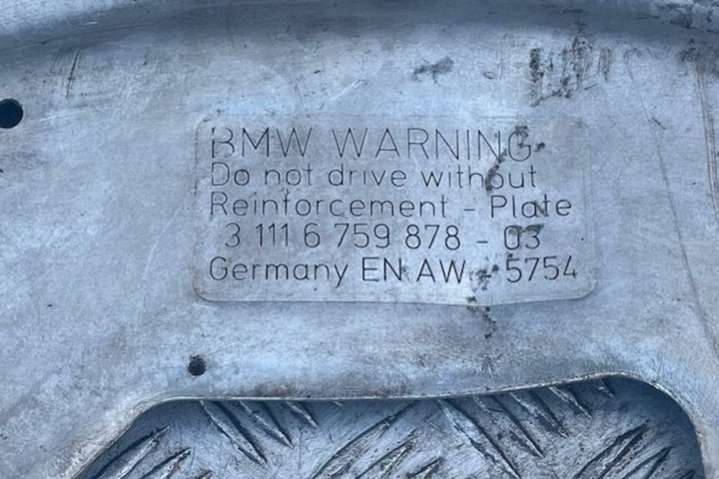 BMW WARNING
Do not drive without
Reinforcement - Plate
3 111 6 759 878 - 03
Germany EN AW - 5754